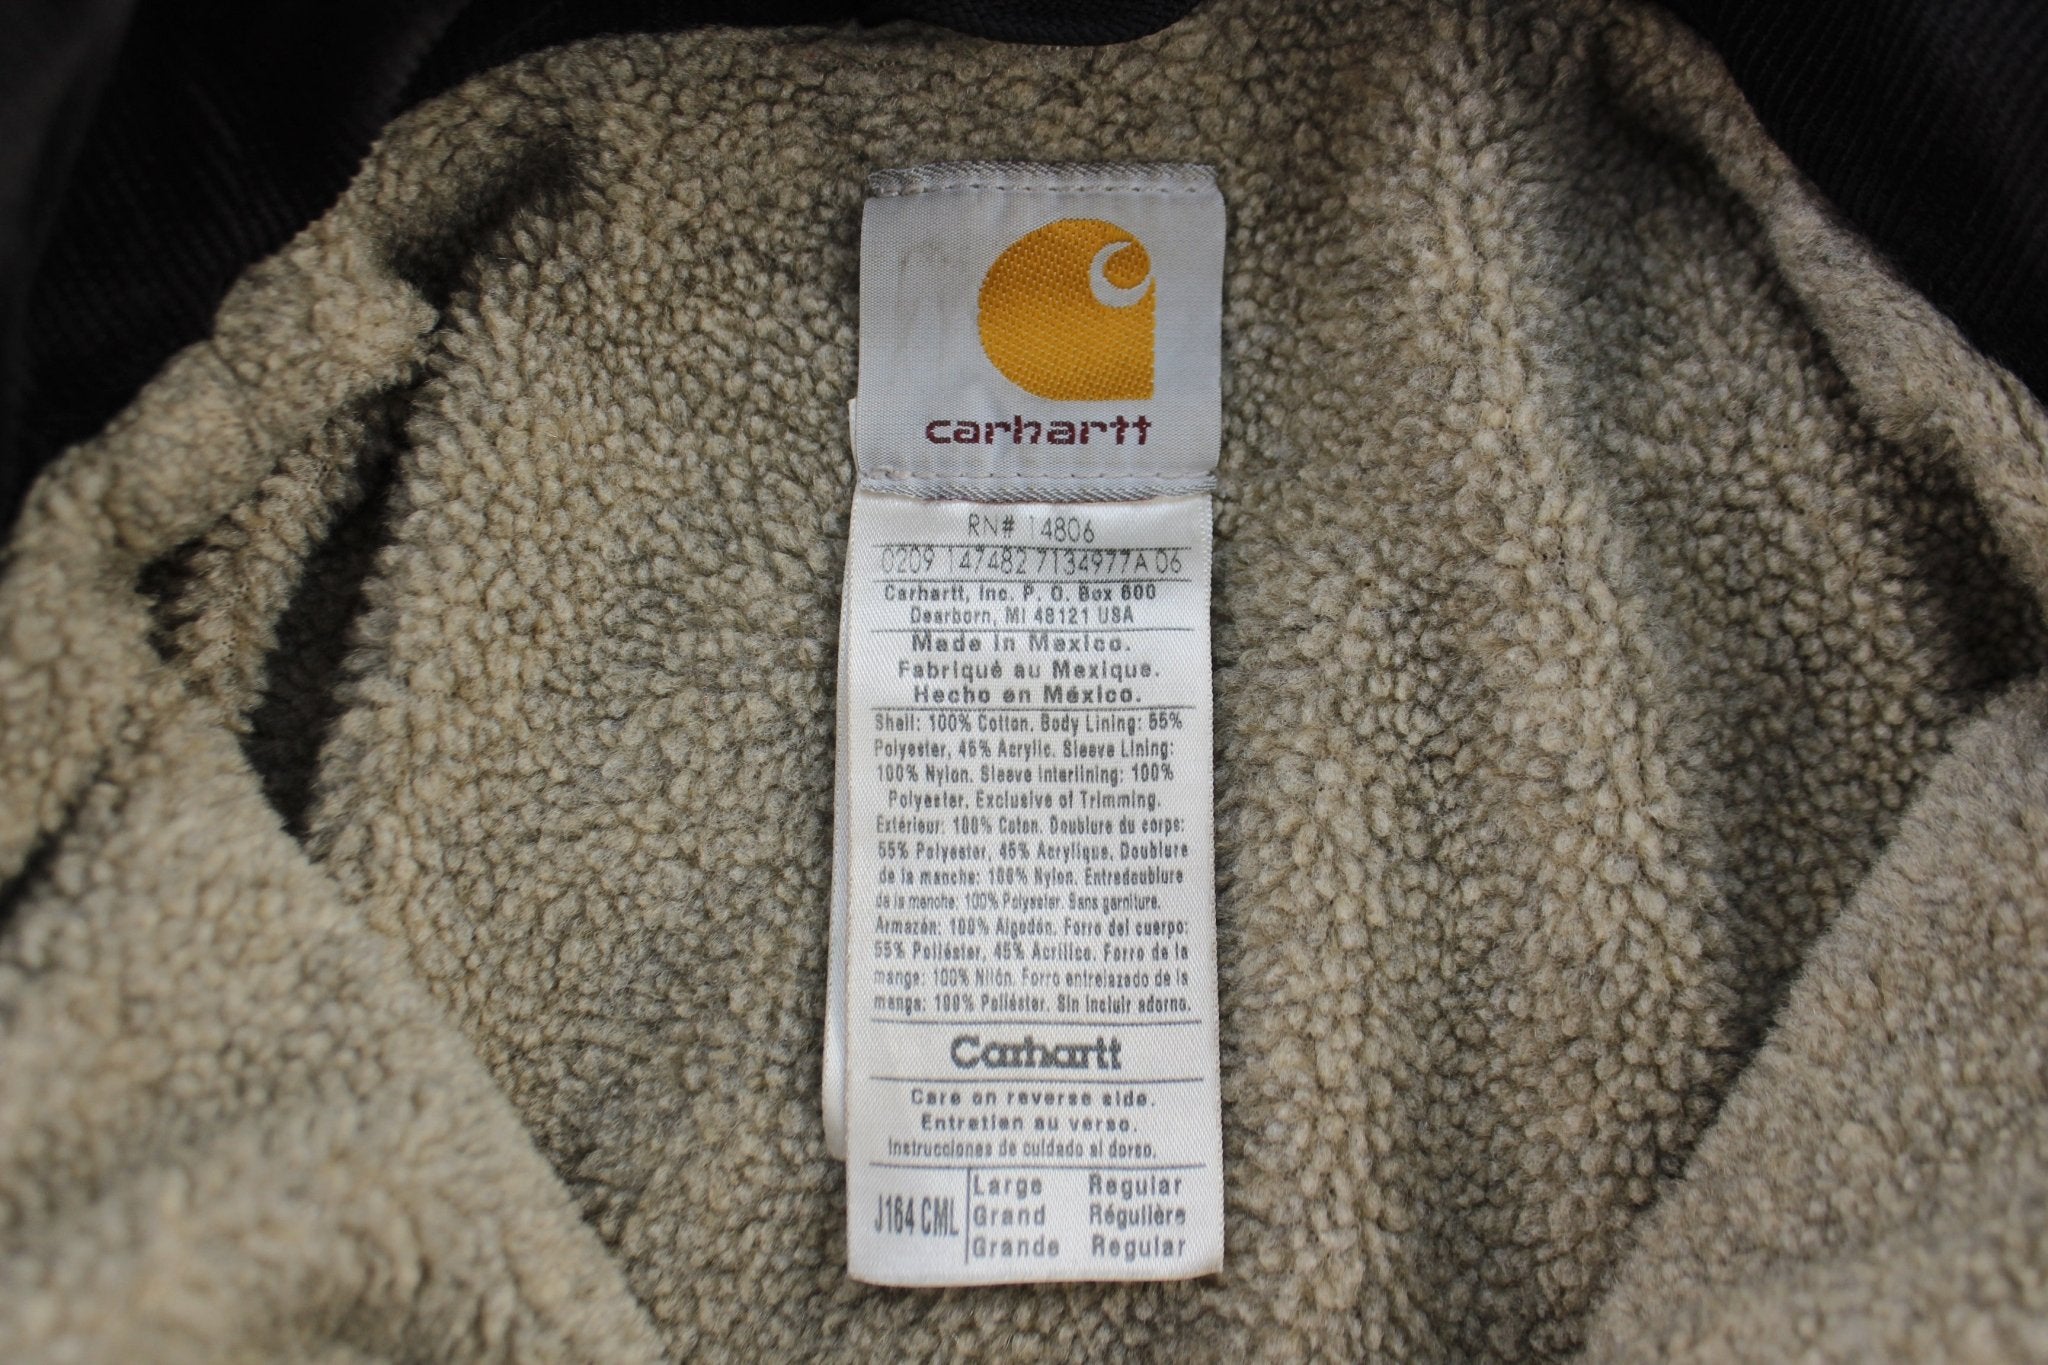 carhartt
RN# 14806
0209 147482 7134977A 06
Carhartt, Inc. P. O. Box 600
Dearborn, MI 48121 USA
Made in Mexico.
Fabriqué au Mexique.
Hecho en México.
Shell: 100% Cotton. Body Lining: 55%
Polyester, 45% Acrylic. Sleeve Lining:
100% Nylon. Sleeve Interlining: 100%
Polyester. Exclusive of Trimming.
Extérieur: 100% Coton. Doublure du corps:
55% Polyester, 45% Acrylique. Doublure
de la manche: 100% Nylon. Entredoublure
de la manche: 100% Polyester. Sans garniture.
Armazón: 100% Algodón. Forro del cuerpo:
55% Poliéster, 45% Acrílico. Forro de la
manga: 100% Nilón. Forro entrelazado de la
manga: 100% Poliéster. Sin incluir adorno.
Carhartt
Care on reverse side.
Entretien au verso.
Instrucciones de cuidado al dorso.
J164 CML
Large Regular
Grand Régulière
Grande Regular